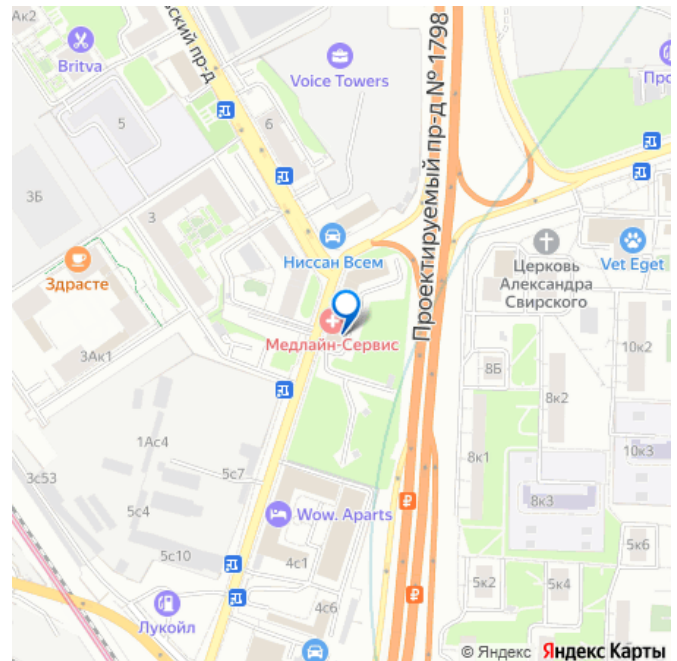 Ак2
Britva
ский пр-д
Voice Towers
Проектируемый пр-д № 1798
Про
5
6
3Б
3
Здрасте
Ниссан Всем
Церковь
Александра
Свирского
Vet Eget
Медлайн-Сервис
3Ак1
8Б
10к2
8к2
1Ас4
3с53
5с7
5с4
8к1
10к3
8к3
₽
Wow. Aparts
5с10
4с1
5к6
5к2
5к4
₽
4с6
Лукойл
© Яндекс Яндекс Карты